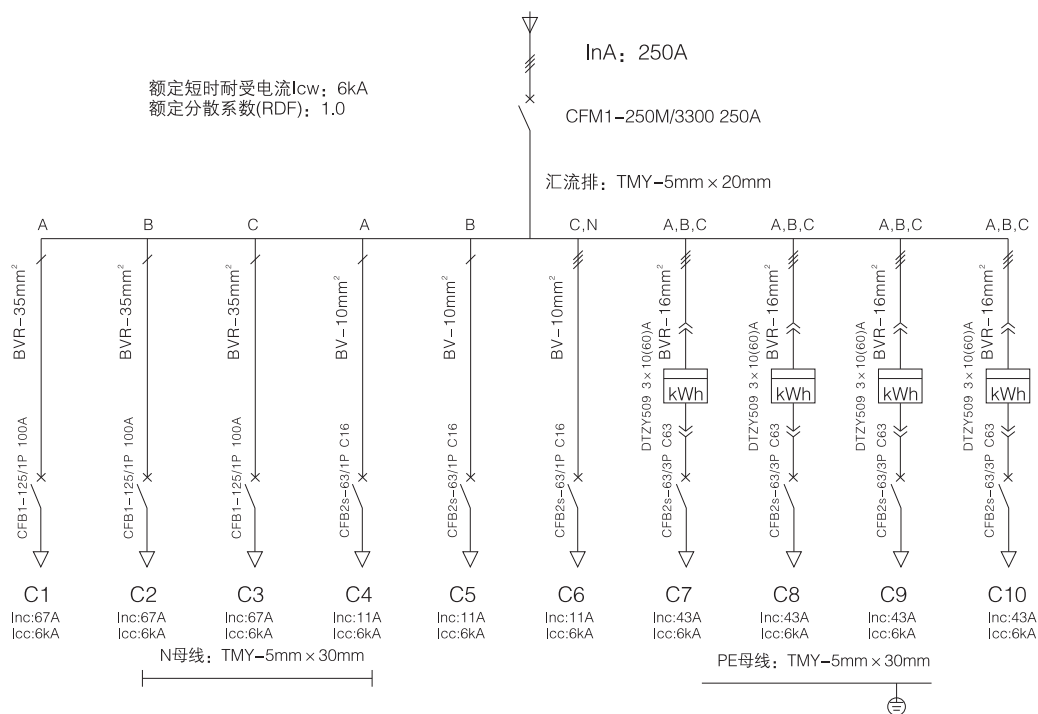 InA：250A
额定短时耐受电流Icw：6kA
额定分散系数(RDF)：1.0
CFM1-250M/3300 250A
汇流排：TMY-5mm×20mm
A
B
C
A
B
C,N
A,B,C
A,B,C
A,B,C
A,B,C
BVR-35mm²
BVR-35mm²
BVR-35mm²
BV-10mm²
BV-10mm²
BV-10mm²
BVR-16mm²
BVR-16mm²
BVR-16mm²
BVR-16mm²
DTZY509 3×10(60)A
DTZY509 3×10(60)A
DTZY509 3×10(60)A
DTZY509 3×10(60)A
kWh
kWh
kWh
kWh
CFB1-125/1P 100A
CFB1-125/1P 100A
CFB1-125/1P 100A
CFB2s-63/1P C16
CFB2s-63/1P C16
CFB2s-63/1P C16
CFB2s-63/3P C63
CFB2s-63/3P C63
CFB2s-63/3P C63
CFB2s-63/3P C63
C1
Inc:67A
Icc:6kA
C2
Inc:67A
Icc:6kA
C3
Inc:67A
Icc:6kA
C4
Inc:11A
Icc:6kA
C5
Inc:11A
Icc:6kA
C6
Inc:11A
Icc:6kA
C7
Inc:43A
Icc:6kA
C8
Inc:43A
Icc:6kA
C9
Inc:43A
Icc:6kA
C10
Inc:43A
Icc:6kA
N母线：TMY-5mm×30mm
PE母线：TMY-5mm×30mm